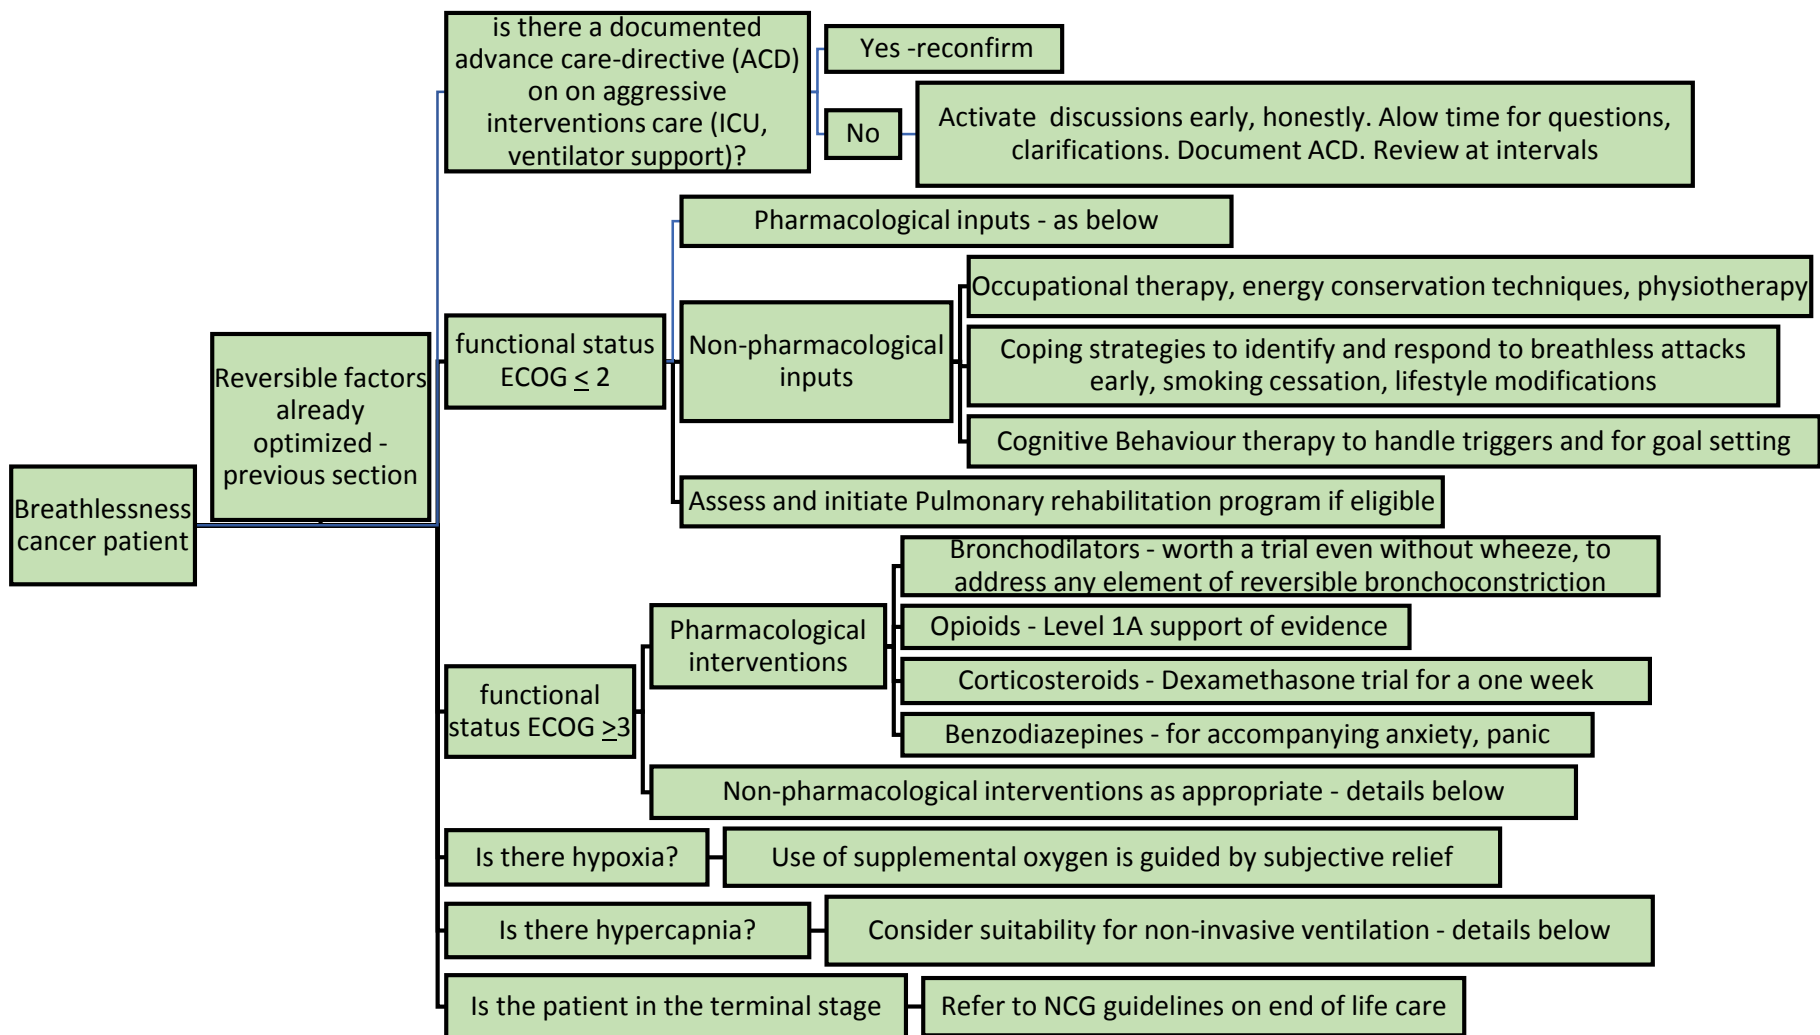 is there a documented
advance care-directive (ACD)
on on aggressive
interventions care (ICU,
ventilator support)?
Yes -reconfirm
No
Activate  discussions early, honestly. Alow time for questions,
clarifications. Document ACD. Review at intervals
Breathlessness
cancer patient
Reversible factors
already
optimized -
previous section
functional status
ECOG < 2
Pharmacological inputs - as below
Non-pharmacological
inputs
Occupational therapy, energy conservation techniques, physiotherapy
Coping strategies to identify and respond to breathless attacks
early, smoking cessation, lifestyle modifications
Cognitive Behaviour therapy to handle triggers and for goal setting
Assess and initiate Pulmonary rehabilitation program if eligible
functional
status ECOG >3
Pharmacological
interventions
Bronchodilators - worth a trial even without wheeze, to
address any element of reversible bronchoconstriction
Opioids - Level 1A support of evidence
Corticosteroids - Dexamethasone trial for a one week
Benzodiazepines - for accompanying anxiety, panic
Non-pharmacological interventions as appropriate - details below
Is there hypoxia?
Use of supplemental oxygen is guided by subjective relief
Is there hypercapnia?
Consider suitability for non-invasive ventilation - details below
Is the patient in the terminal stage
Refer to NCG guidelines on end of life care